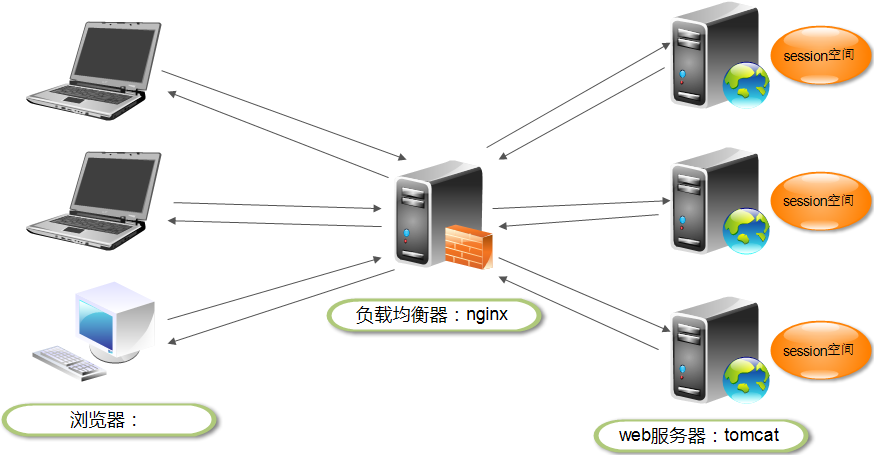 session空间
session空间
负载均衡器：nginx
session空间
浏览器：
web服务器：tomcat